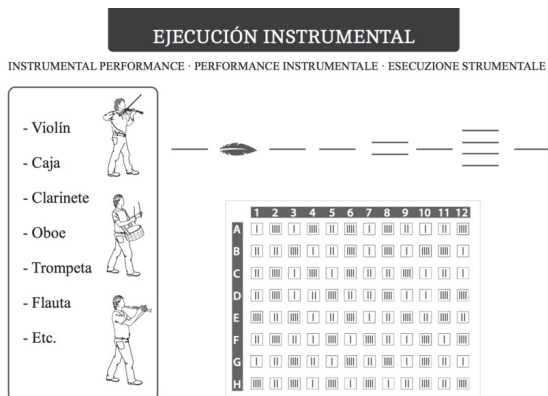 EJECUCIÓN INSTRUMENTAL
INSTRUMENTAL PERFORMANCE · PERFORMANCE INSTRUMENTALE · ESECUZIONE STRUMENTALE
- Violín
- Caja
- Clarinete
- Oboe
- Trompeta
- Flauta
- Etc.
1 2 3 4 5 6 7 8 9 10 11 12
A
B
C
D
E
F
G
H